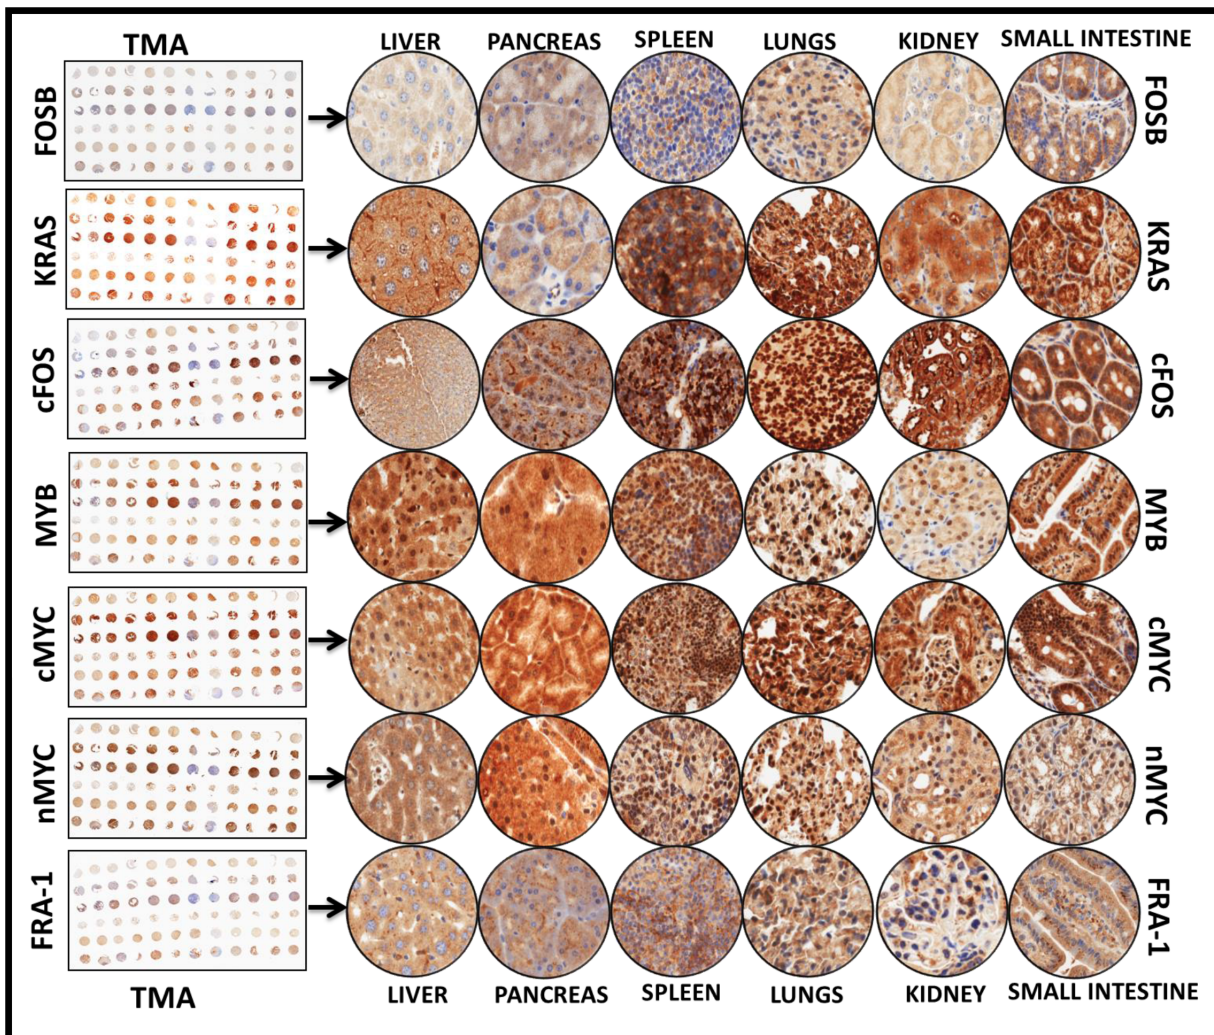 TMA
LIVER PANCREAS SPLEEN LUNGS KIDNEY SMALL INTESTINE
FOSB FOSB
KRAS KRAS
cFOS cFOS
MYB MYB
cMYC cMYC
nMYC nMYC
FRA-1 FRA-1
TMA
LIVER PANCREAS SPLEEN LUNGS KIDNEY SMALL INTESTINE